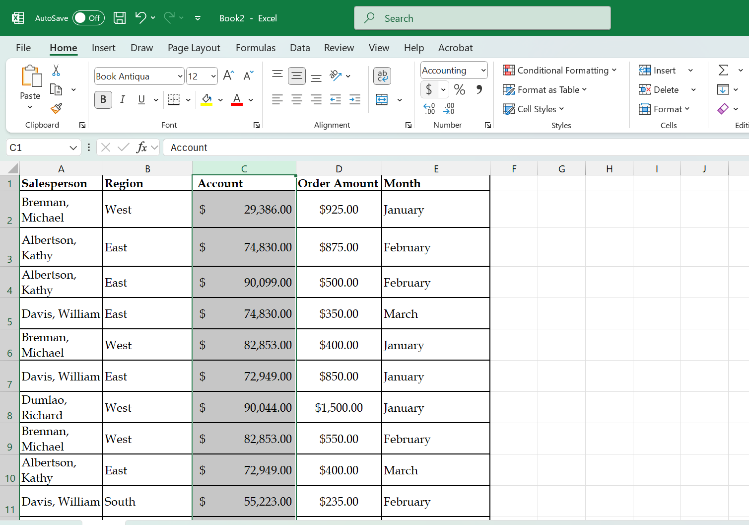 AutoSave Off Book2 - Excel Search
File Home Insert Draw Page Layout Formulas Data Review View Help Acrobat
Paste
Book Antiqua 12 A A
B I U A
ab
Accounting
$ % 9
.00 .00
Conditional Formatting
Format as Table
Cell Styles
Insert
Delete
Format
Clipboard Font Alignment Number Styles Cells Editi
C1 fx Account
A B C D E F G H I J
1 Salesperson Region Account Order Amount Month
Brennan,
2 Michael West $ 29,386.00 $925.00 January
Albertson,
3 Kathy East $ 74,830.00 $875.00 February
Albertson,
4 Kathy East $ 90,099.00 $500.00 February
5 Davis, William East $ 74,830.00 $350.00 March
Brennan,
6 Michael West $ 82,853.00 $400.00 January
7 Davis, William East $ 72,949.00 $850.00 January
Dumlao,
8 Richard West $ 90,044.00 $1,500.00 January
Brennan,
9 Michael West $ 82,853.00 $550.00 February
Albertson,
10 Kathy East $ 72,949.00 $400.00 March
11 Davis, William South $ 55,223.00 $235.00 February